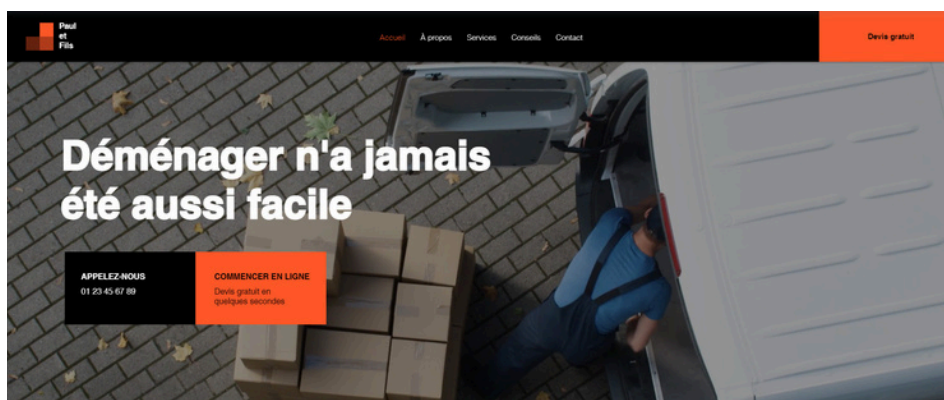 Paul
et
Fils
Accueil À propos Services Conseils Contact
Devis gratuit
Déménager n'a jamais
été aussi facile
APPELEZ-NOUS
01 23 45 67 89
COMMENCER EN LIGNE
Devis gratuit en
quelques secondes